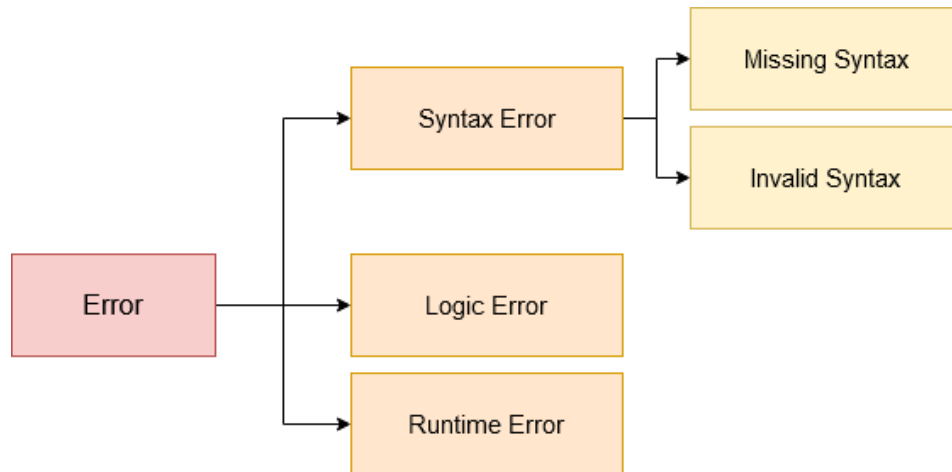 Missing Syntax
Syntax Error
Invalid Syntax
Error
Logic Error
Runtime Error